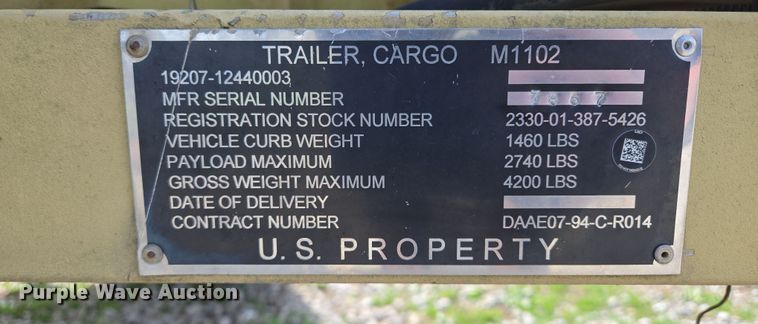 TRAILER, CARGO M1102
19207-12440003
MFR SERIAL NUMBER 7867
REGISTRATION STOCK NUMBER 2330-01-387-5426
VEHICLE CURB WEIGHT 1460 LBS
PAYLOAD MAXIMUM 2740 LBS
GROSS WEIGHT MAXIMUM 4200 LBS
DATE OF DELIVERY
CONTRACT NUMBER DAAE07-94-C-R014
U.S. PROPERTY
Purple Wave Auction